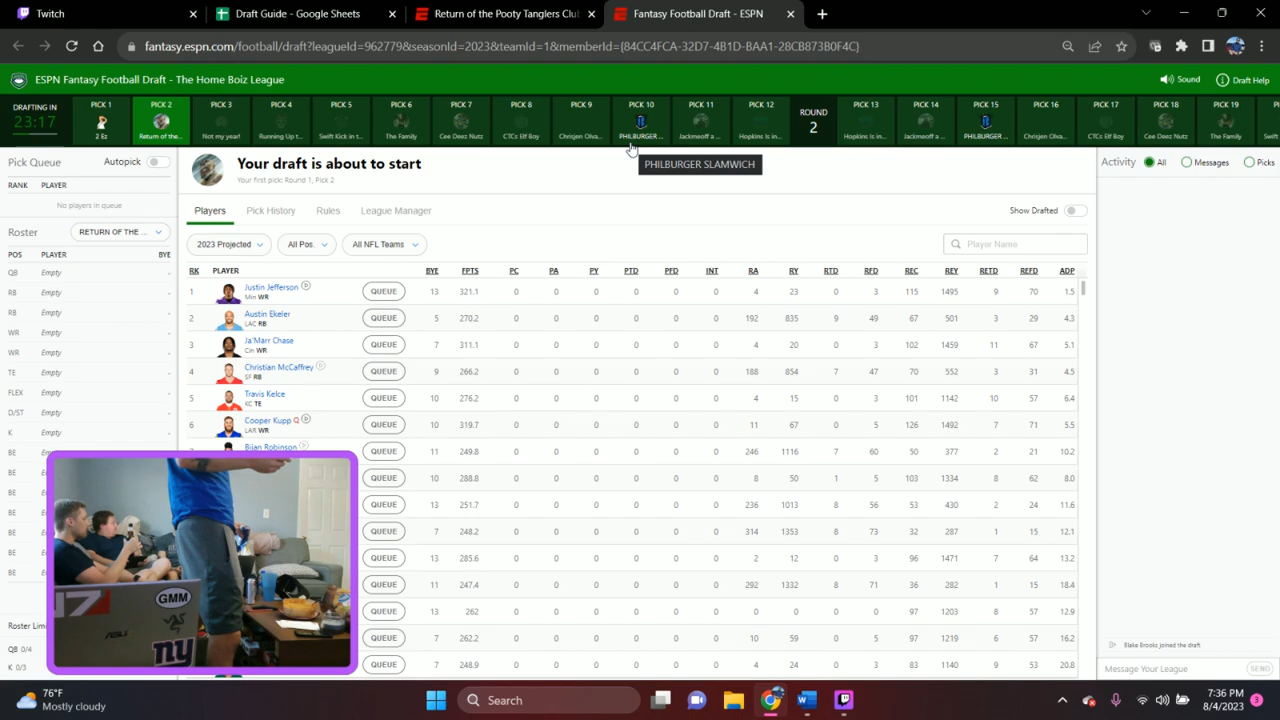 Twitch
Draft Guide - Google Sheets
Return of the Pooty Tanglers Clu
Fantasy Football Draft - ESPN
fantasy.espn.com/football/draft?leagueId=962779&seasonId=2023&teamId=1&memberId={84CC4FCA-32D7-4B1D-BAA1-28CB873B0F4C}
ESPN Fantasy Football Draft - The Home Boiz League
Sound
Draft Help
DRAFTING IN
23:17
PICK 1 2 Ez
PICK 2 Return of the...
PICK 3 Not my year!
PICK 4 Running Up t...
PICK 5 Swift Kick in t...
PICK 6 The Family
PICK 7 Cee Deez Nutz
PICK 8 CTCs Elf Boy
PICK 9 Chrisjen Olva...
PICK 10 PHILBURGER ...
PICK 11 Jackmeoff a ...
PICK 12 Hopkins Is in...
ROUND 2
PICK 13 Hopkins Is in...
PICK 14 Jackmeoff a ...
PICK 15 PHILBURGER ...
PICK 16 Chrisjen Olva...
PICK 17 CTCs Elf Boy
PICK 18 Cee Deez Nutz
PICK 19 The Family
Swift
PHILBURGER SLAMWICH
Pick Queue
Autopick
RANK PLAYER
No players in queue
Roster
RETURN OF THE ...
POS PLAYER BYE
QB Empty -
RB Empty -
RB Empty -
WR Empty -
WR Empty -
TE Empty -
FLEX Empty -
D/ST Empty -
K Empty -
BE
BE
BE
BE
BE
BE
BE
Roster Lim
QB 0/4
K 0/3
Your draft is about to start
Your first pick: Round 1, Pick 2
Players
Pick History
Rules
League Manager
Show Drafted
2023 Projected
All Pos.
All NFL Teams
Player Name
RK PLAYER BYE FPTS PC PA PY PTD PFD INT RA RY RTD RFD REC REY RETD REFD ADP
1 Justin Jefferson Min WR QUEUE 13 321.1 0 0 0 0 0 0 4 23 0 3 115 1495 9 70 1.5
2 Austin Ekeler LAC RB QUEUE 5 270.2 0 0 0 0 0 0 192 835 9 49 67 501 3 29 4.3
3 Ja'Marr Chase Cin WR QUEUE 7 311.1 0 0 0 0 0 0 4 20 0 3 102 1459 11 67 5.1
4 Christian McCaffrey SF RB QUEUE 9 266.2 0 0 0 0 0 0 188 854 7 47 70 552 3 31 4.5
5 Travis Kelce KC TE QUEUE 10 276.2 0 0 0 0 0 0 4 15 0 3 101 1142 10 57 6.4
6 Cooper Kupp Q LAR WR QUEUE 10 319.7 0 0 0 0 0 0 11 67 0 5 126 1492 7 71 5.5
Bijan Robinson QUEUE 11 249.8 0 0 0 0 0 0 246 1116 7 60 50 377 2 21 10.2
QUEUE 10 288.8 0 0 0 0 0 0 8 50 1 5 103 1334 8 62 8.0
QUEUE 13 251.7 0 0 0 0 0 0 236 1013 8 56 53 430 2 24 11.6
QUEUE 7 248.2 0 0 0 0 0 0 314 1353 8 73 32 287 1 15 12.1
QUEUE 13 285.6 0 0 0 0 0 0 2 12 0 3 96 1471 7 64 13.2
QUEUE 11 247.4 0 0 0 0 0 0 292 1332 8 71 36 282 1 15 18.4
QUEUE 13 262 0 0 0 0 0 0 0 0 0 0 97 1203 8 57 12.9
QUEUE 7 262.2 0 0 0 0 0 0 10 59 0 5 97 1219 6 57 16.2
QUEUE 7 248.9 0 0 0 0 0 0 4 24 0 3 83 1140 9 53 20.8
Activity
All
Messages
Picks
Blake Brooks joined the draft
Message Your League
SEND
N7
GMM
ASUS
ny
76°F
Mostly cloudy
Search
7:36 PM
8/4/2023
3